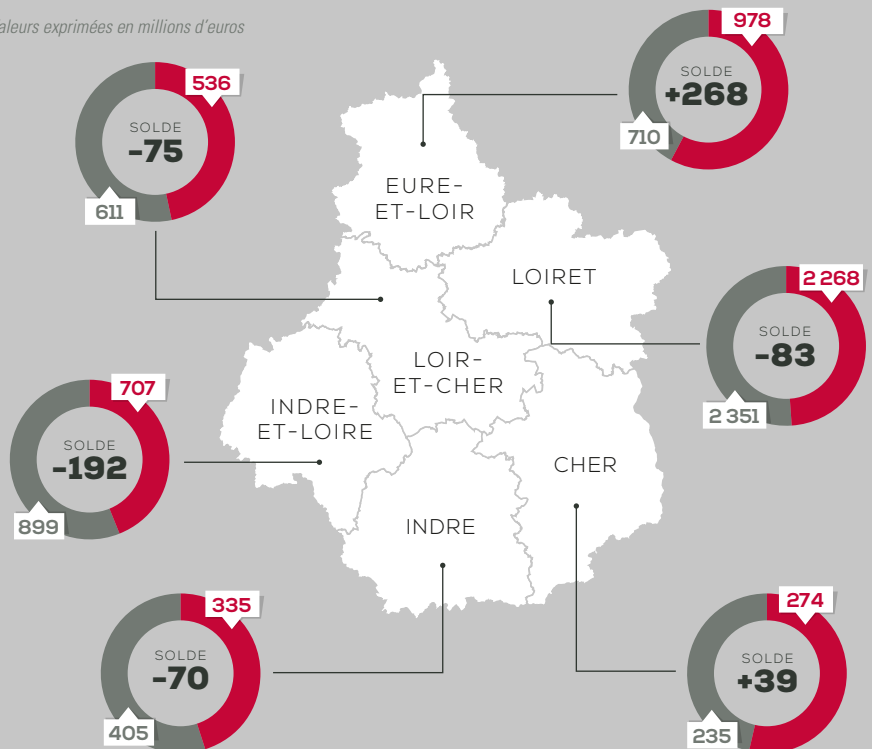 aleurs exprimées en millions d'euros
978
SOLDE
+268
710
536
SOLDE
-75
611
EURE-
ET-LOIR
LOIRET
2 268
SOLDE
-83
2 351
LOIR-
ET-CHER
707
SOLDE
-192
899
INDRE-
ET-LOIRE
CHER
INDRE
335
SOLDE
-70
405
274
SOLDE
+39
235